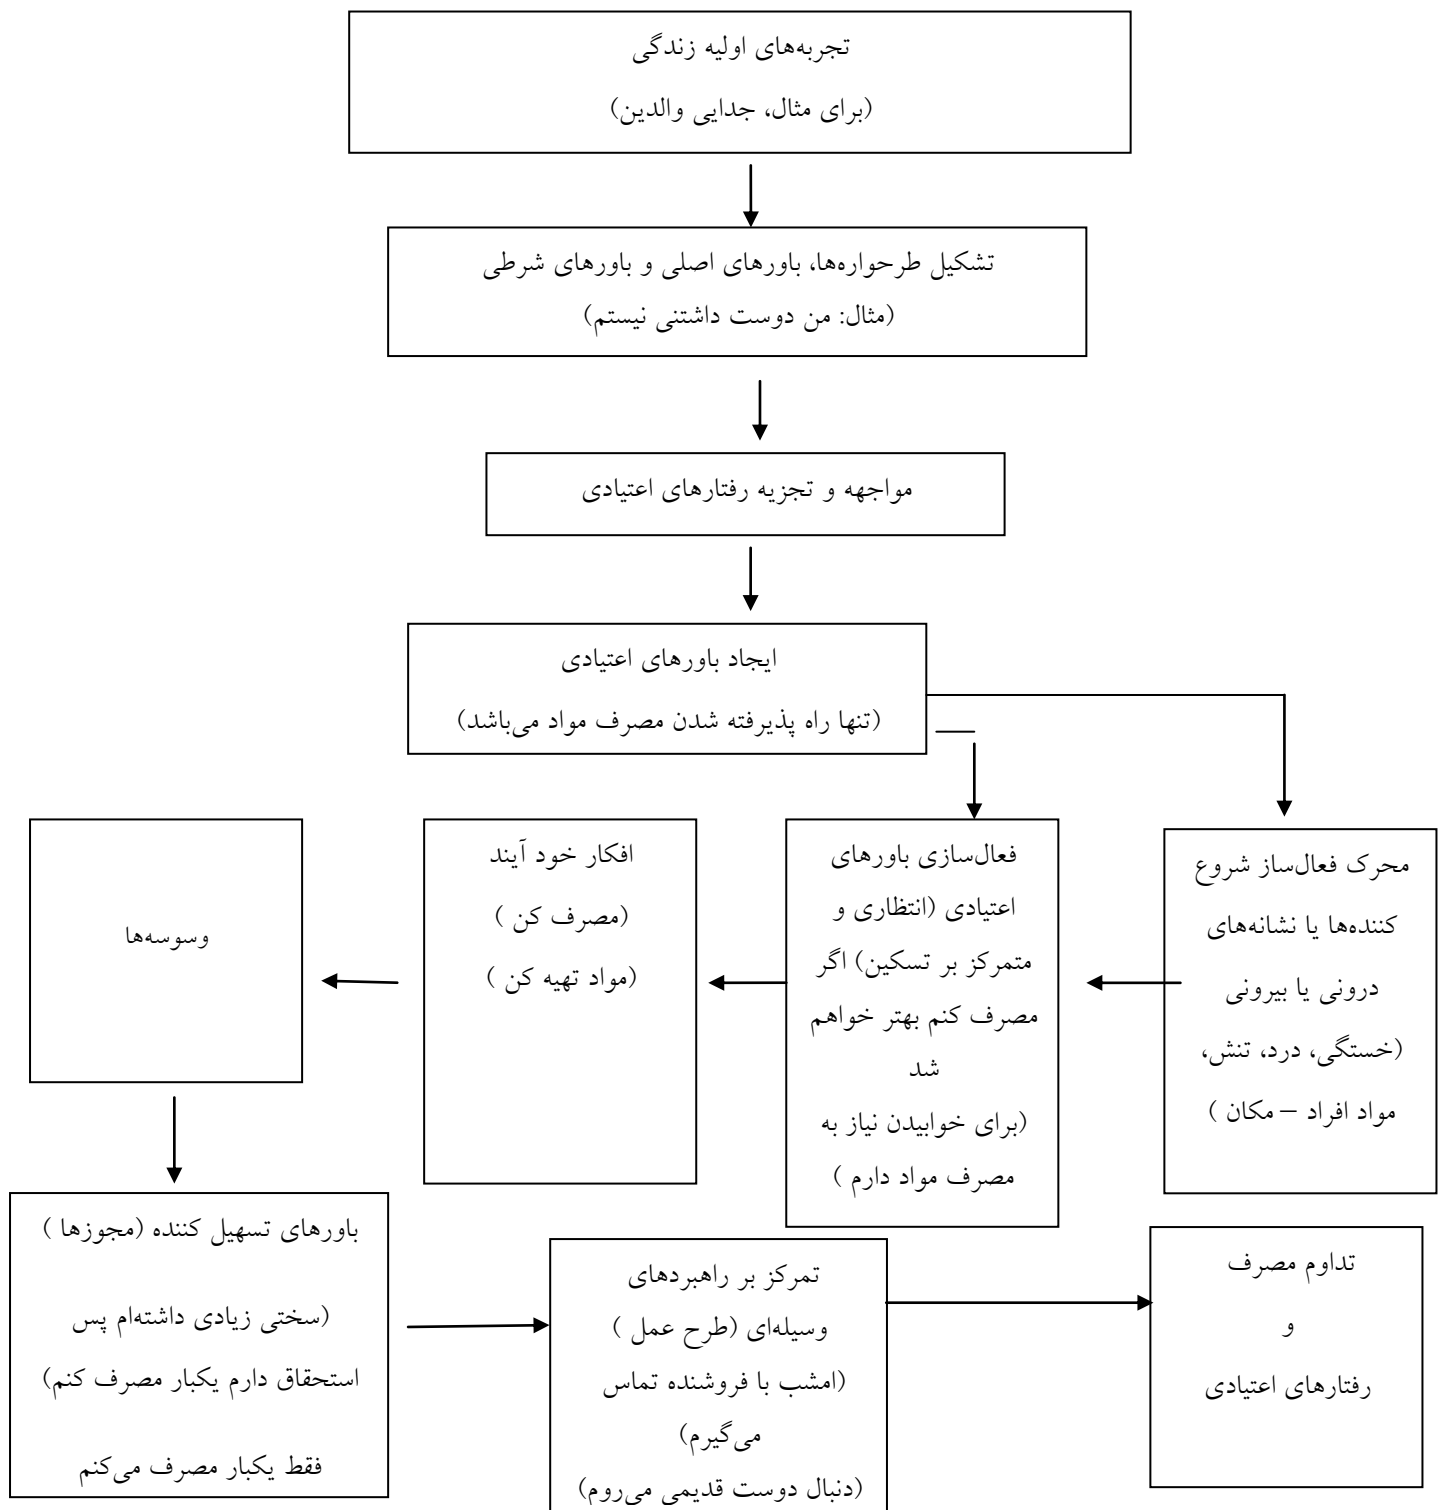 تجربه‌های اولیه زندگی
(برای مثال، جدایی والدین)
تشکیل طرحواره‌ها، باورهای اصلی و باورهای شرطی
(مثال: من دوست داشتنی نیستم)
مواجهه و تجزیه رفتارهای اعتیادی
ایجاد باورهای اعتیادی
(تنها راه پذیرفته شدن مصرف مواد می‌باشد)
محرک فعال‌ساز شروع
کننده‌ها یا نشانه‌های
درونی یا بیرونی
(خستگی، درد، تنش،
مواد افراد – مکان )
فعال‌سازی باورهای
اعتیادی (انتظاری و
متمرکز بر تسکین) اگر
مصرف کنم بهتر خواهم
شد
(برای خوابیدن نیاز به
مصرف مواد دارم )
افکار خود آیند
(مصرف کن )
(مواد تهیه کن )
وسوسه‌ها
باورهای تسهیل کننده (مجوزها )
(سختی زیادی داشته‌ام پس
استحقاق دارم یکبار مصرف کنم)
فقط یکبار مصرف می‌کنم
تمرکز بر راهبردهای
وسیله‌ای (طرح عمل )
(امشب با فروشنده تماس
می‌گیرم)
(دنبال دوست قدیمی می‌روم)
تداوم مصرف
و
رفتارهای اعتیادی